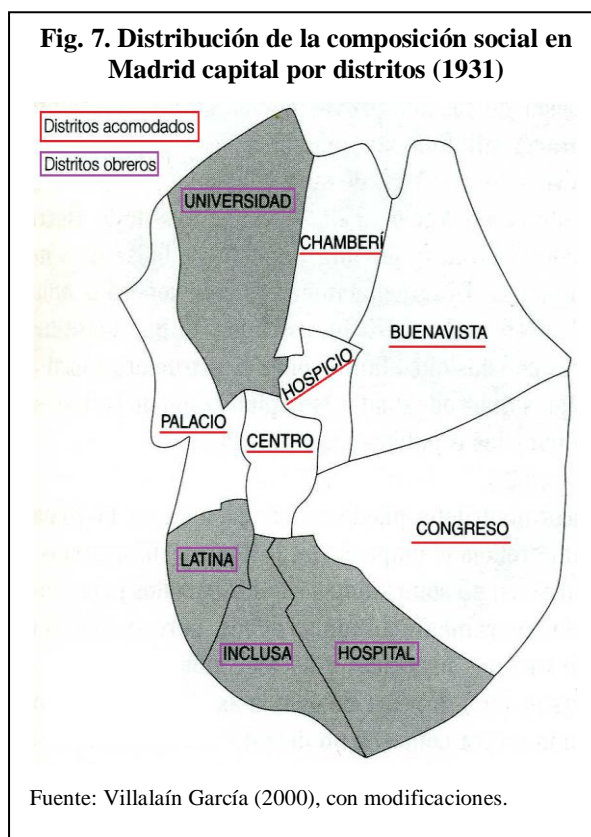 Fig. 7. Distribución de la composición social en
Madrid capital por distritos (1931)
Distritos acomodados
Distritos obreros
UNIVERSIDAD
CHAMBERÍ
BUENAVISTA
HOSPICIO
PALACIO
CENTRO
CONGRESO
LATINA
INCLUSA
HOSPITAL
Fuente: Villalaín García (2000), con modificaciones.